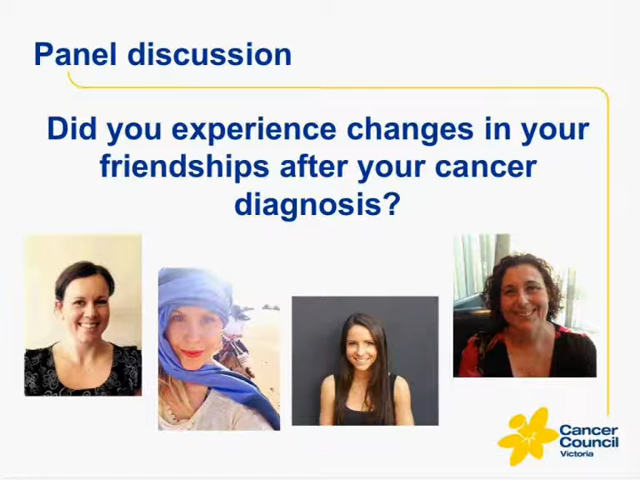 Panel discussion
Did you experience changes in your
friendships after your cancer
diagnosis?
Cancer
Council
Victoria